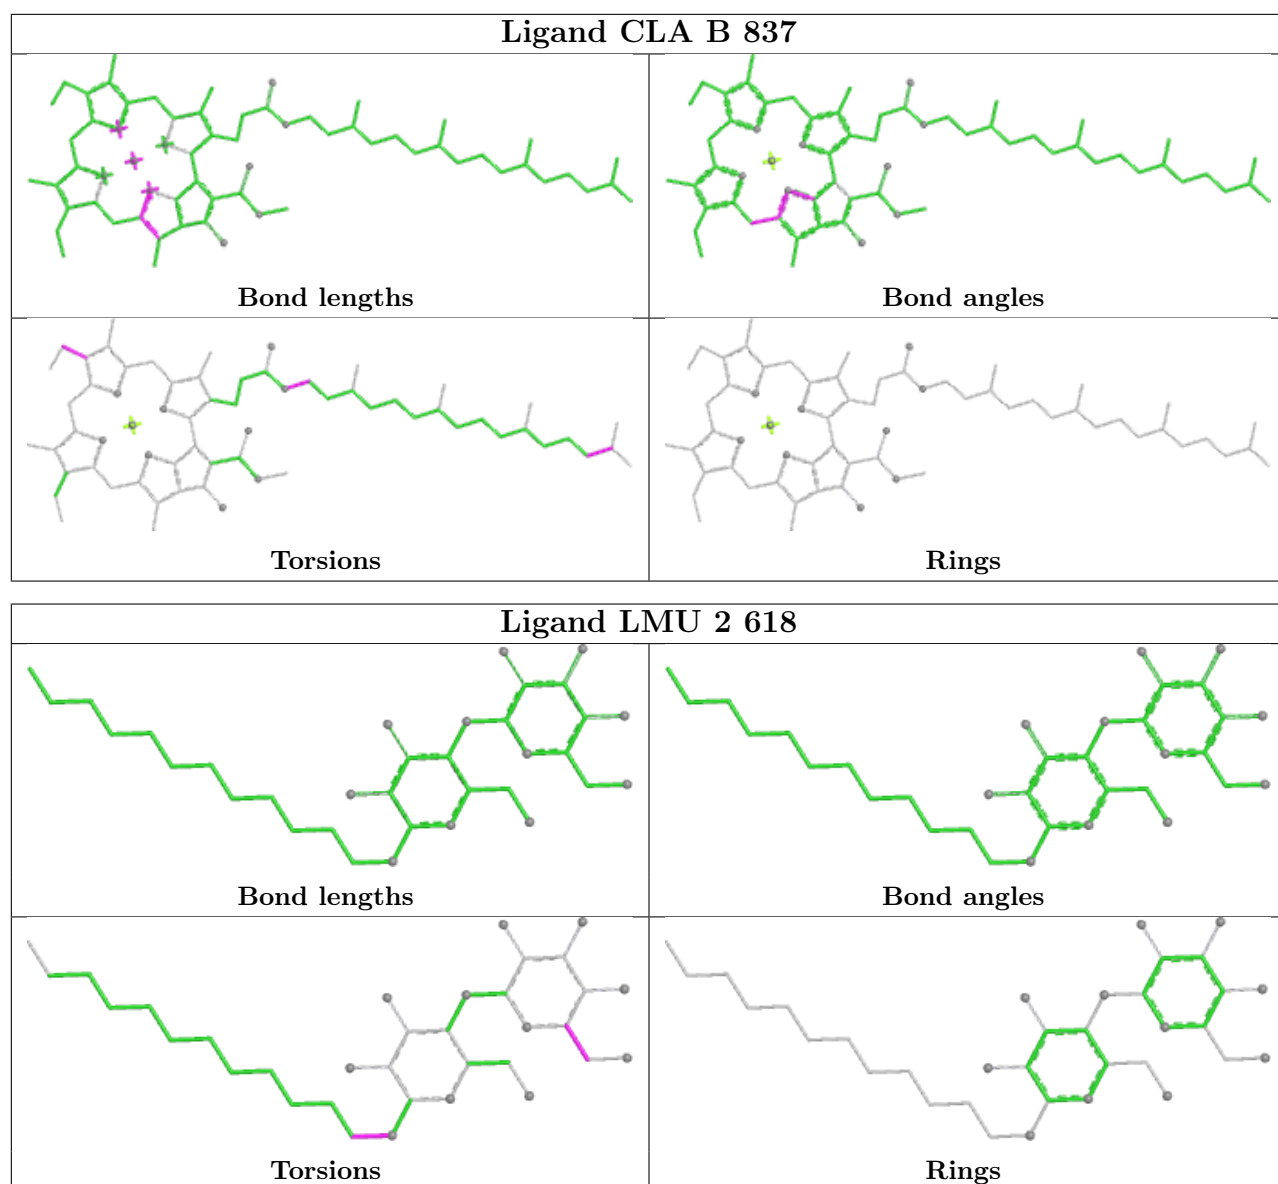 Ligand CLA B 837
Bond lengths
Bond angles
Torsions
Rings
Ligand LMU 2 618
Bond lengths
Bond angles
Torsions
Rings